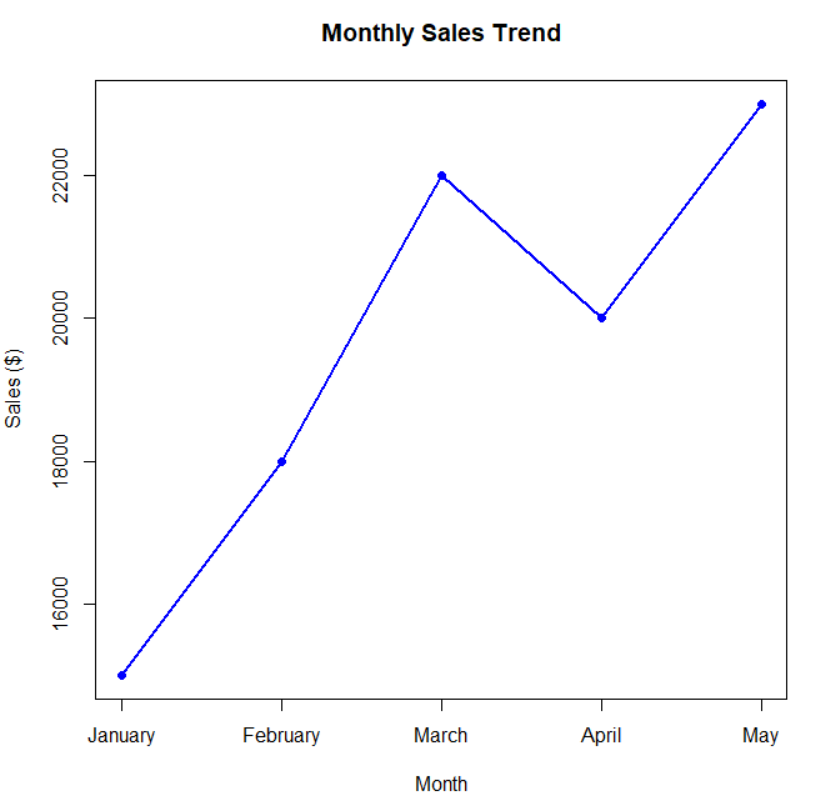 Monthly Sales Trend
22000
20000
18000
16000
Sales ($)
January February March April May
Month